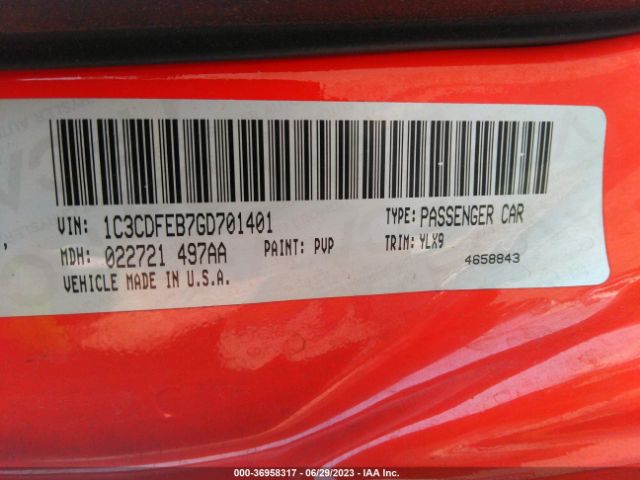 VIN: 1C3CDFEB7GD701401 TYPE: PASSENGER CAR
MDH: 022721 497AA PAINT: PVP TRIM: YLX9
VEHICLE MADE IN U.S.A. 4658843
000-36958317 - 06/29/2023 - IAA Inc.